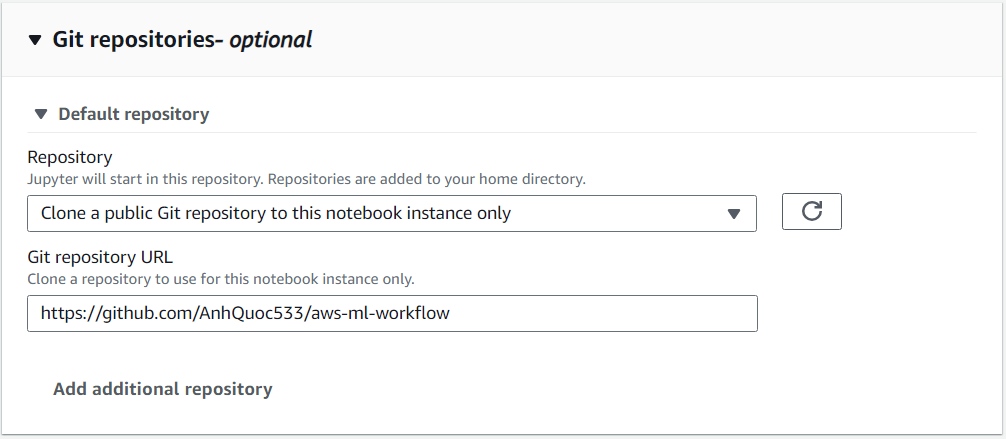 Git repositories- optional
Default repository
Repository
Jupyter will start in this repository. Repositories are added to your home directory.
Clone a public Git repository to this notebook instance only
Git repository URL
Clone a repository to use for this notebook instance only.
https://github.com/AnhQuoc533/aws-ml-workflow
Add additional repository